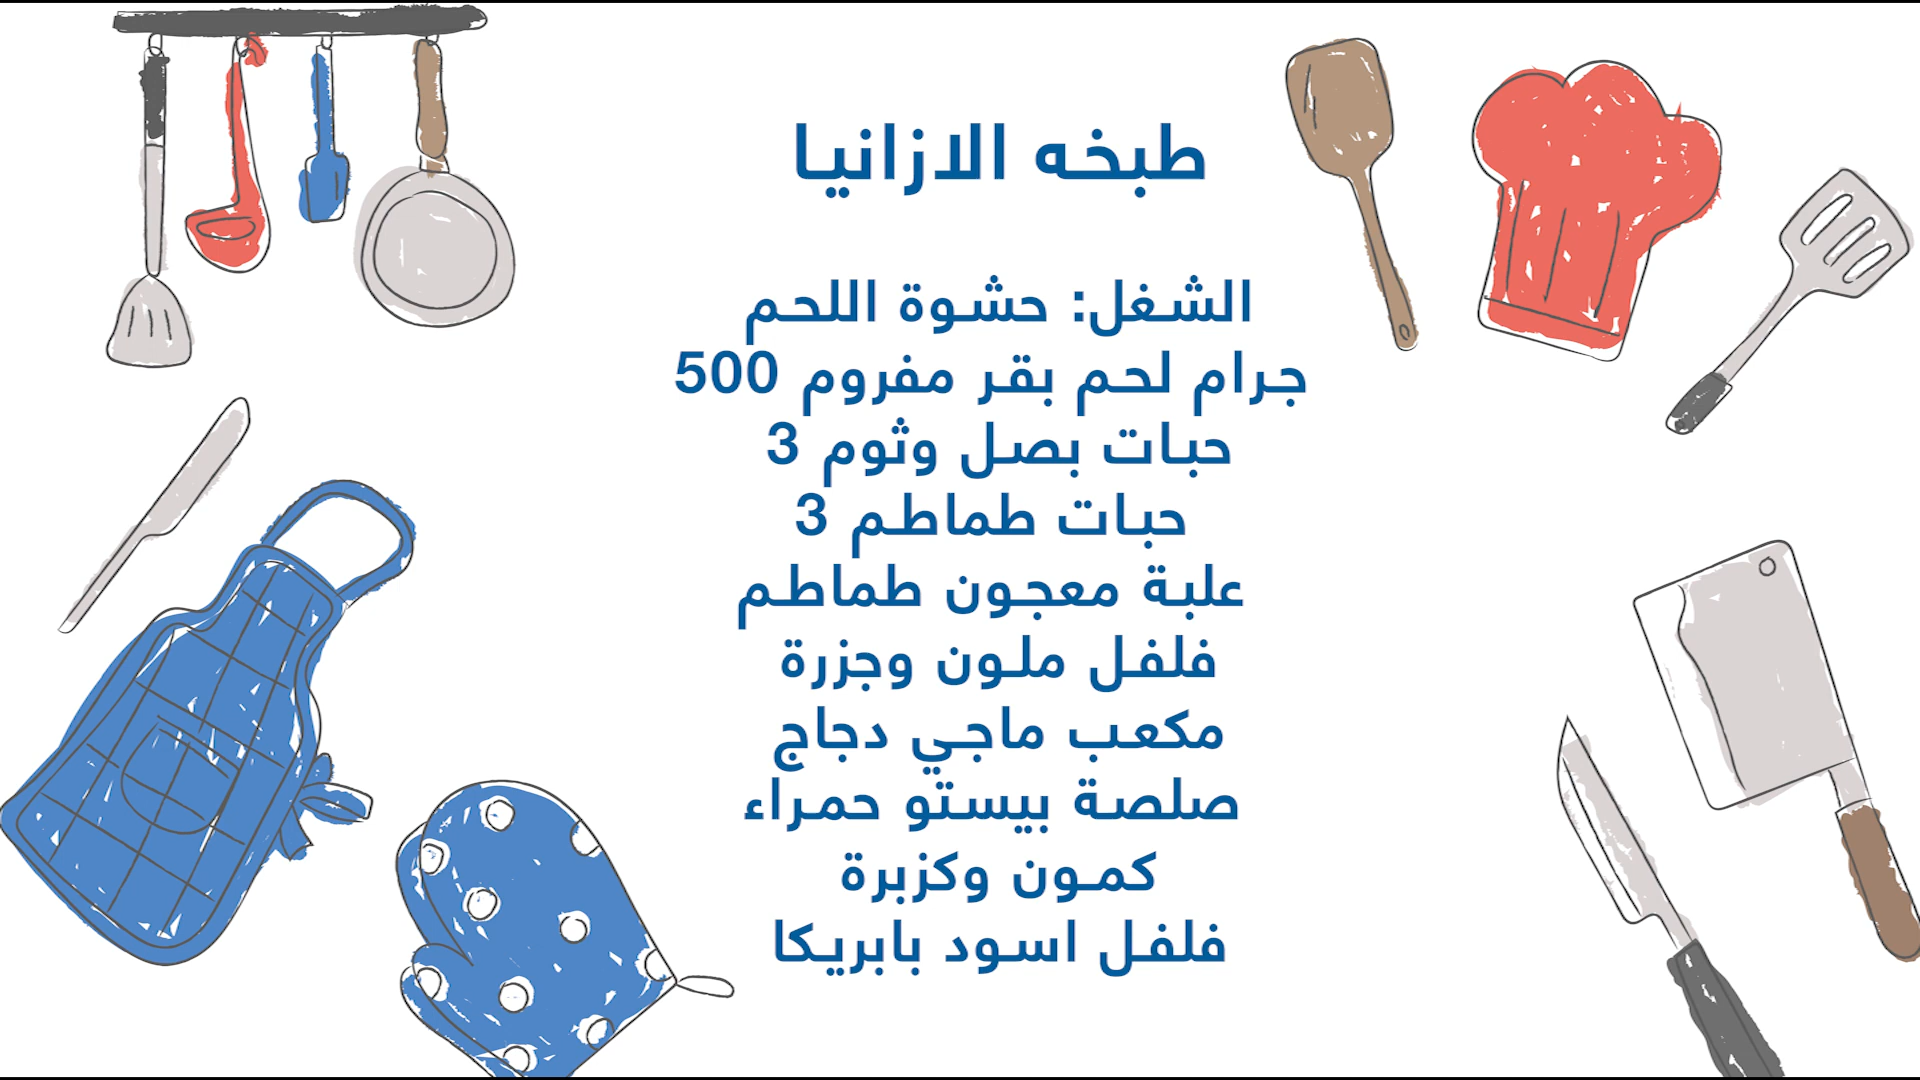 طبخه الازانيا
الشغل: حشوة اللحم
جرام لحم بقر مفروم 500
حبات بصل وثوم 3
حبات طماطم 3
علبة معجون طماطم
فلفل ملون وجزرة
مكعب ماجي دجاج
صلصة بيستو حمراء
كمون وكزبرة
فلفل اسود بابريكا